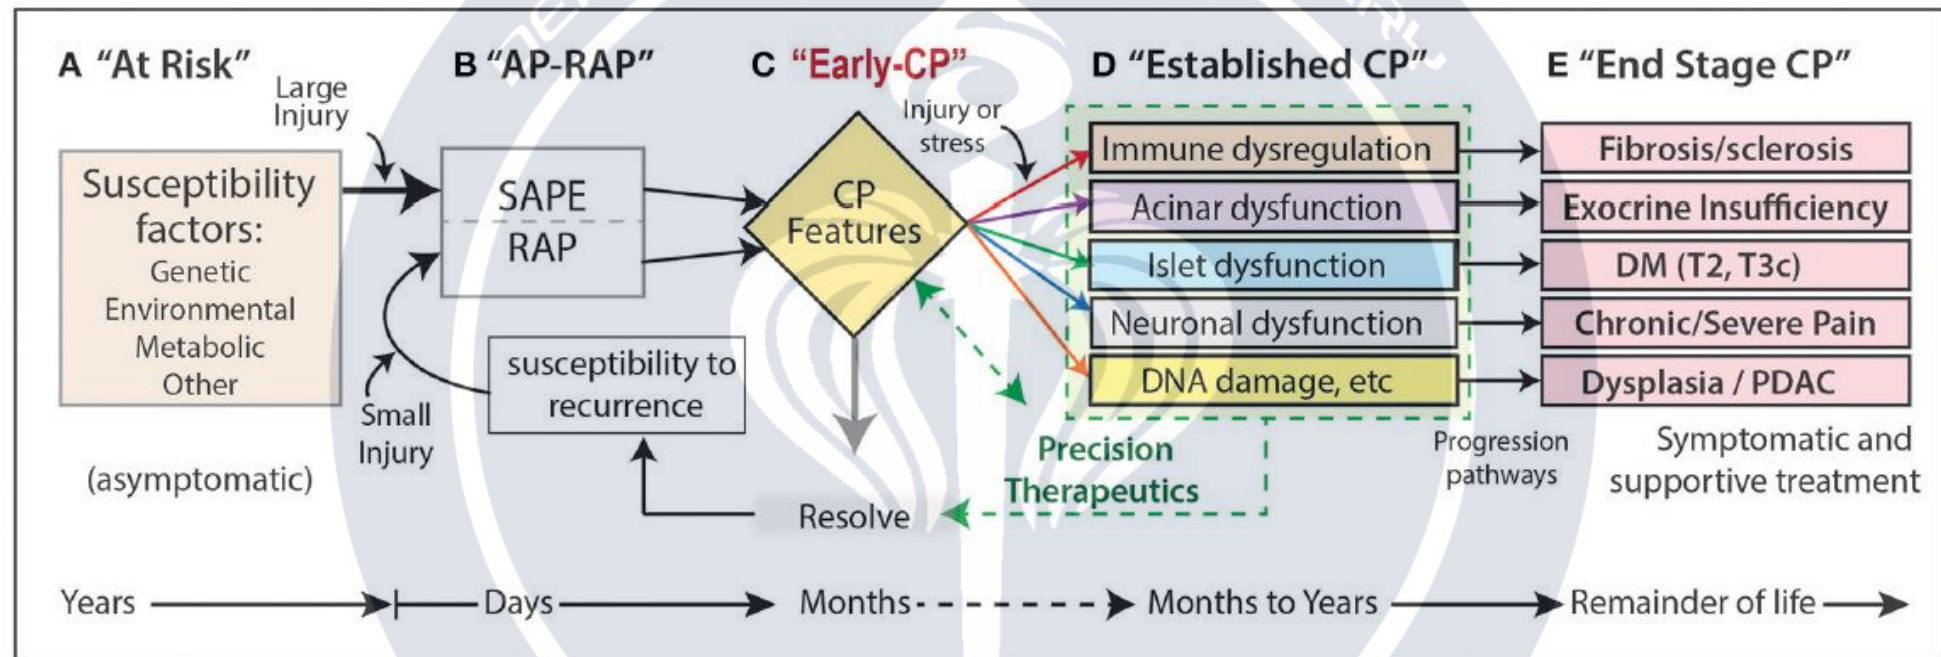 A "At Risk"
B "AP-RAP"
C "Early-CP"
D "Established CP"
E "End Stage CP"
Large
Injury
Susceptibility
factors:
Genetic
Environmental
Metabolic
Other
(asymptomatic)
SAPE
RAP
susceptibility to
recurrence
Small
Injury
CP
Features
Injury or
stress
Resolve
Precision
Therapeutics
Immune dysregulation
Acinar dysfunction
Islet dysfunction
Neuronal dysfunction
DNA damage, etc
Progression
pathways
Fibrosis/sclerosis
Exocrine Insufficiency
DM (T2, T3c)
Chronic/Severe Pain
Dysplasia / PDAC
Symptomatic and
supportive treatment
Years
Days
Months
Months to Years
Remainder of life